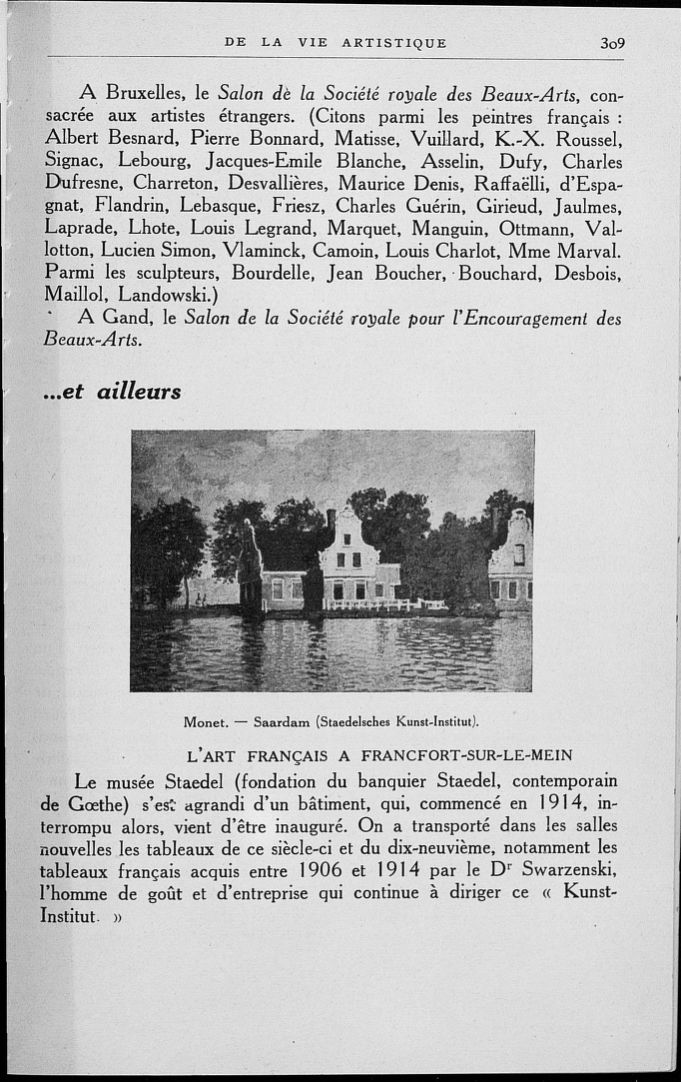 DE LA VIE ARTISTIQUE 309
A Bruxelles, le Salon dè la Société royale des Beaux-Arts, con-
sacrée aux artistes étrangers. (Citons parmi les peintres français :
Albert Besnard, Pierre Bonnard, Matisse, Vuillard, K.-X. Roussel,
Signac, Lebourg, Jacques-Emile Blanche, Asselin, Dufy, Charles
Dufresne, Charreton, Desvallières, Maurice Denis, Raffaëlli, d'Espa-
gnat, Flandrin, Lebasque, Friesz, Charles Guérin, Girieud, Jaulmes,
Laprade, Lhote, Louis Legrand, Marquet, Manguin, Ottmann, Val-
lotton, Lucien Simon, Vlaminck, Camoin, Louis Charlot, Mme Marval.
Parmi les sculpteurs, Bourdelle, Jean Boucher, Bouchard, Desbois,
Maillol, Landowski.)
A Gand, le Salon de la Société royale pour l'Encouragement des
Beaux-Arts.
...et ailleurs
Monet. — Saardam (Staedelsches Kunst-Institut).
L'ART FRANÇAIS A FRANCFORT-SUR-LE-MEIN
Le musée Staedel (fondation du banquier Staedel, contemporain
de Gœthe) s'est agrandi d'un bâtiment, qui, commencé en 1914, in-
terrompu alors, vient d'être inauguré. On a transporté dans les salles
nouvelles les tableaux de ce siècle-ci et du dix-neuvième, notamment les
tableaux français acquis entre 1906 et 1914 par le Dr Swarzenski,
l'homme de goût et d'entreprise qui continue à diriger ce « Kunst-
Institut. »